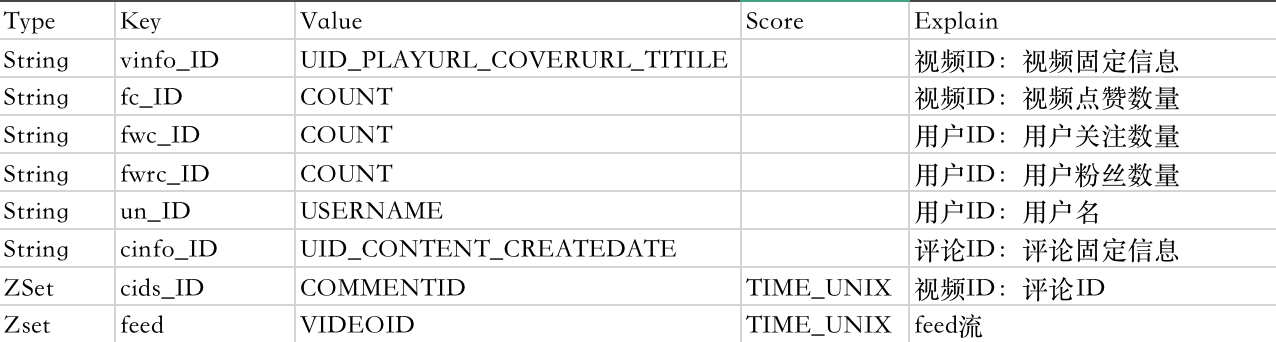 Type Key Value Score Explain
String vinfo_ID UID_PLAYURL_COVERURL_TITILE 视频ID：视频固定信息
String fc_ID COUNT 视频ID：视频点赞数量
String fwc_ID COUNT 用户ID：用户关注数量
String fwrc_ID COUNT 用户ID：用户粉丝数量
String un_ID USERNAME 用户ID：用户名
String cinfo_ID UID_CONTENT_CREATEDATE 评论ID：评论固定信息
ZSet cids_ID COMMENTID TIME_UNIX 视频ID：评论ID
Zset feed VIDEOID TIME_UNIX feed流